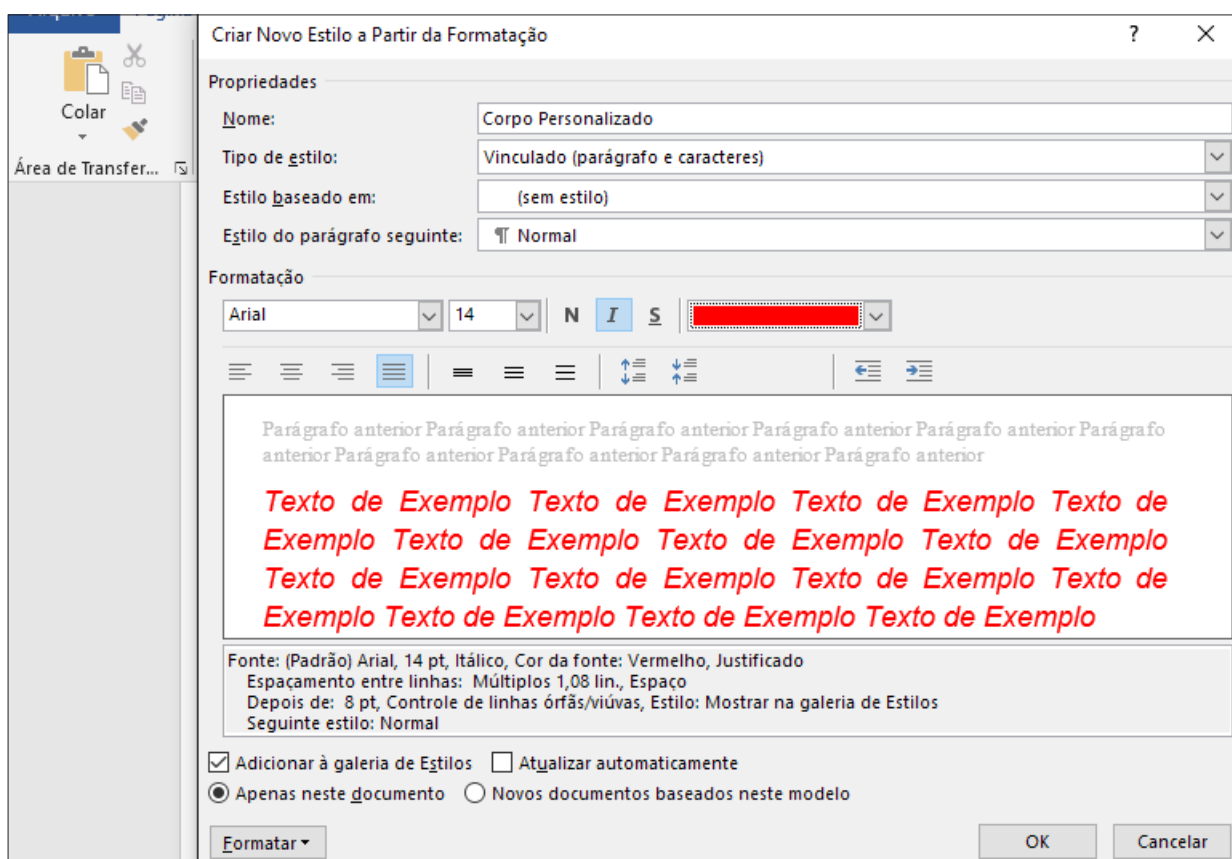 Criar Novo Estilo a Partir da Formatação
?
Colar
Área de Transfer...
Propriedades
Nome: Corpo Personalizado
Tipo de estilo: Vinculado (parágrafo e caracteres)
Estilo baseado em: (sem estilo)
Estilo do parágrafo seguinte: ¶ Normal
Formatação
Arial 14 N I S
Parágrafo anterior Parágrafo anterior Parágrafo anterior Parágrafo anterior Parágrafo anterior Parágrafo
anterior Parágrafo anterior Parágrafo anterior Parágrafo anterior Parágrafo anterior
Texto de Exemplo Texto de Exemplo Texto de Exemplo Texto de
Exemplo Texto de Exemplo Texto de Exemplo Texto de Exemplo
Texto de Exemplo Texto de Exemplo Texto de Exemplo Texto de
Exemplo Texto de Exemplo Texto de Exemplo Texto de Exemplo
Fonte: (Padrão) Arial, 14 pt, Itálico, Cor da fonte: Vermelho, Justificado
Espaçamento entre linhas: Múltiplos 1,08 lin., Espaço
Depois de: 8 pt, Controle de linhas órfãs/viúvas, Estilo: Mostrar na galeria de Estilos
Seguinte estilo: Normal
Adicionar à galeria de Estilos Atualizar automaticamente
Apenas neste documento Novos documentos baseados neste modelo
Formatar OK Cancelar